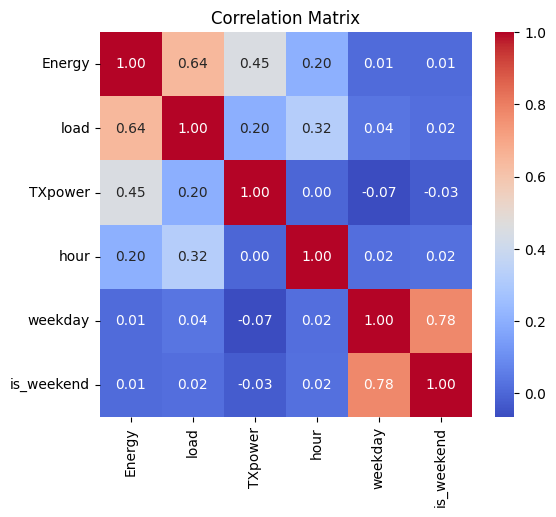 Correlation Matrix
Energy 1.00 0.64 0.45 0.20 0.01 0.01
load 0.64 1.00 0.20 0.32 0.04 0.02
TXpower 0.45 0.20 1.00 0.00 -0.07 -0.03
hour 0.20 0.32 0.00 1.00 0.02 0.02
weekday 0.01 0.04 -0.07 0.02 1.00 0.78
is_weekend 0.01 0.02 -0.03 0.02 0.78 1.00
Energy load TXpower hour weekday is_weekend
1.0
0.8
0.6
0.4
0.2
0.0